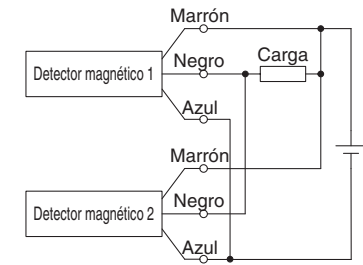 Marrón
Negro
Carga
Detector magnético 1
Azul
Marrón
Negro
Detector magnético 2
Azul